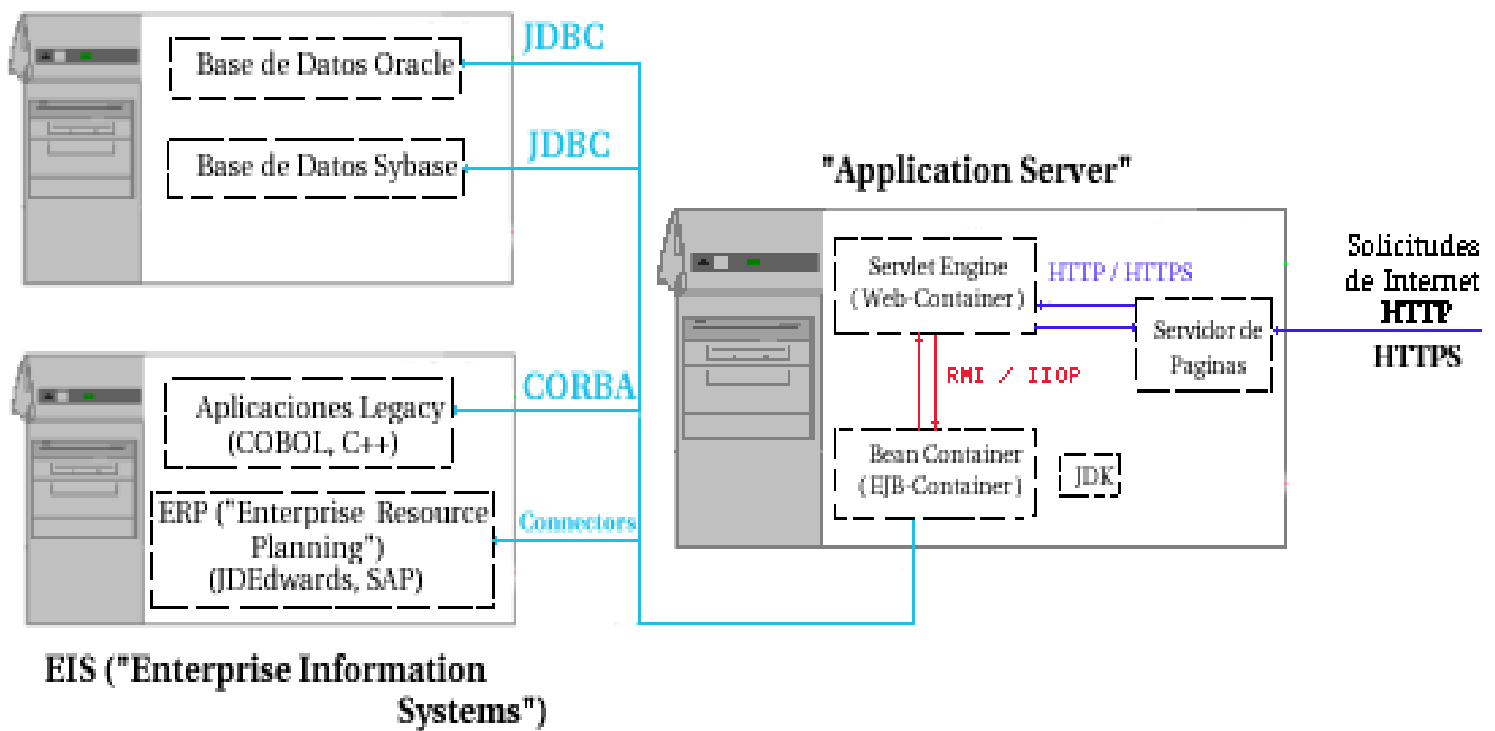 Base de Datos Oracle
JDBC
Base de Datos Sybase
JDBC
Aplicaciones Legacy
(COBOL, C++)
CORBA
ERP ("Enterprise Resource
Planning")
(JDEdwards, SAP)
Connectors
EIS ("Enterprise Information
Systems")
"Application Server"
Servlet Engine
( Web-Container )
HTTP / HTTPS
Servidor de
Paginas
RMI / IIOP
Bean Container
( EJB-Container )
JDK
Solicitudes
de Internet
HTTP
HTTPS